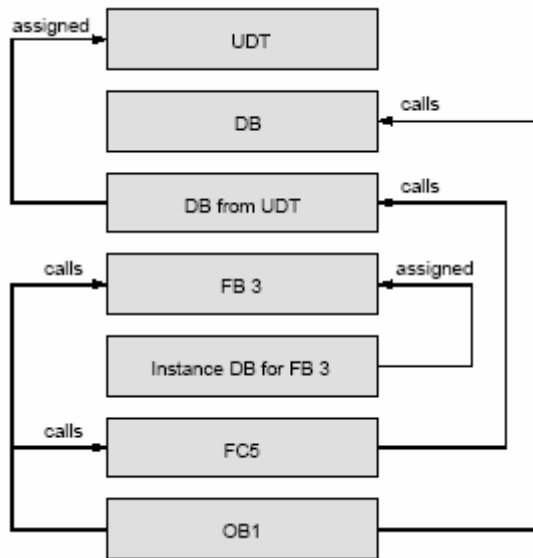 assigned
UDT
calls
DB
calls
DB from UDT
calls
assigned
FB 3
Instance DB for FB 3
calls
FC5
OB1